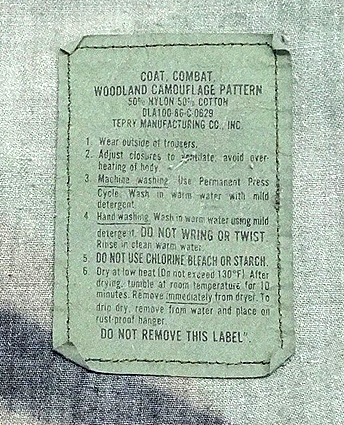 COAT, COMBAT,
WOODLAND CAMOUFLAGE PATTERN
50% NYLON 50% COTTON
DLA100-86-C-0629
TERRY MANUFACTURING CO., INC.
1. Wear outside of trousers.
2. Adjust closures to ventilate, avoid over-
heating of body.
3. Machine washing. Use Permanent Press
Cycle. Wash in warm water with mild
detergent.
4. Hand washing. Wash in warm water using mild
detergent. DO NOT WRING OR TWIST.
Rinse in clean warm water.
5. DO NOT USE CHLORINE BLEACH OR STARCH.
6. Dry at low heat (Do not exceed 130°F). After
drying, tumble at room temperature for 10
minutes. Remove immediately from dryer. To
drip dry, remove from water and place on
rust-proof hanger.
DO NOT REMOVE THIS LABEL".